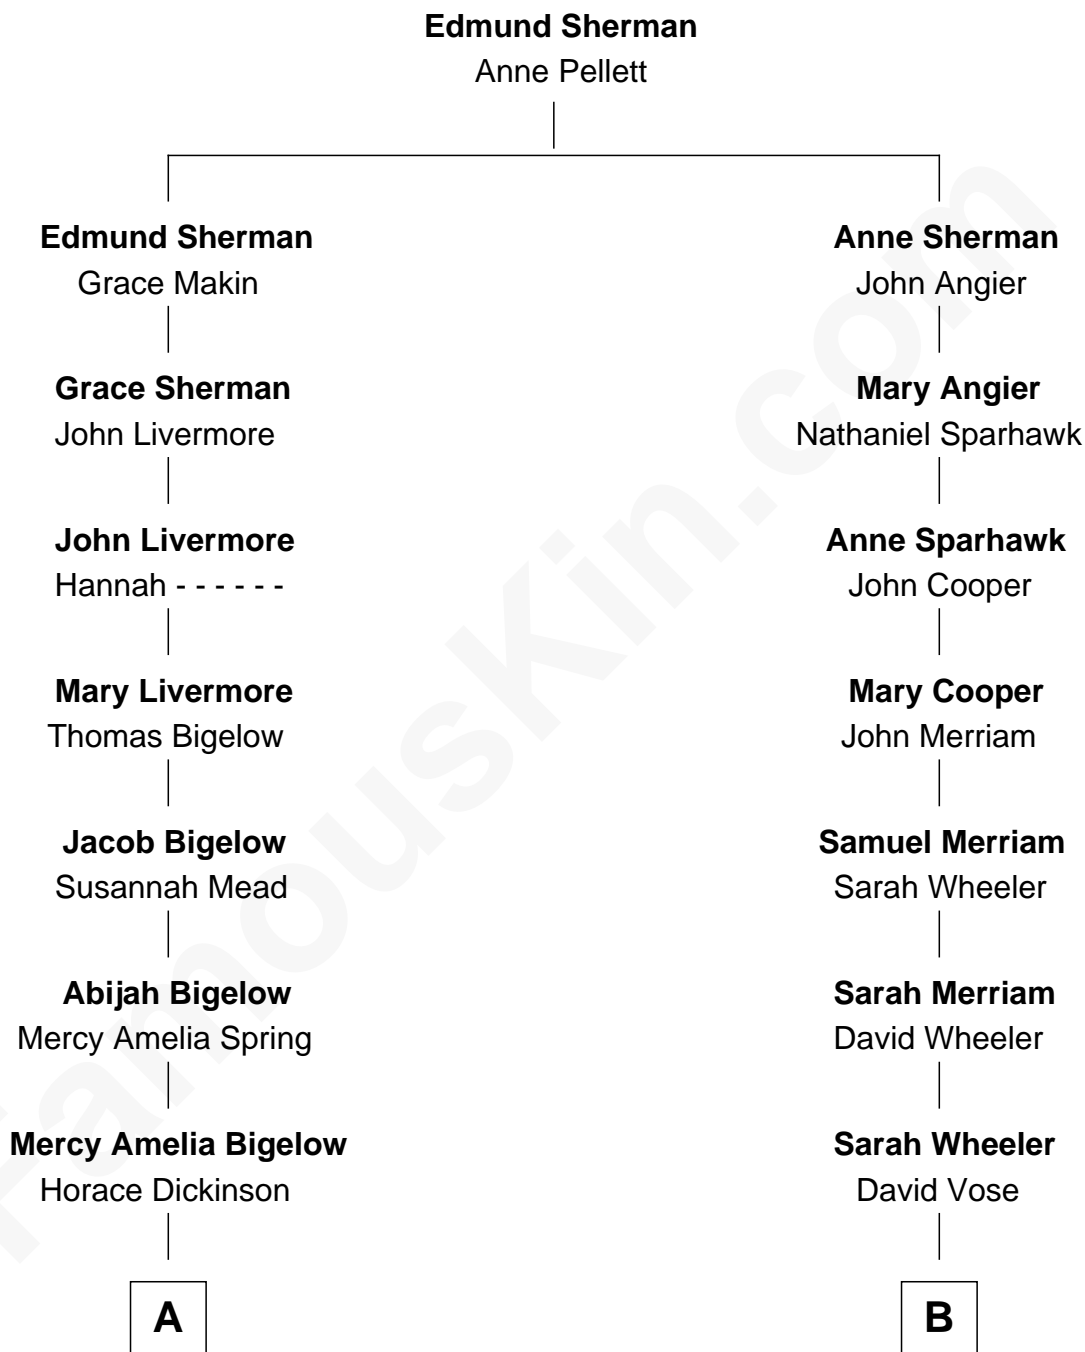 Edmund Sherman
Anne Pellett
Edmund Sherman
Grace Makin
Anne Sherman
John Angier
Grace Sherman
John Livermore
Mary Angier
Nathaniel Sparhawk
John Livermore
Hannah - - - - - -
Anne Sparhawk
John Cooper
Mary Livermore
Thomas Bigelow
Mary Cooper
John Merriam
Jacob Bigelow
Susannah Mead
Samuel Merriam
Sarah Wheeler
Abijah Bigelow
Mercy Amelia Spring
Sarah Merriam
David Wheeler
Mercy Amelia Bigelow
Horace Dickinson
Sarah Wheeler
David Vose
A
B
FamousKin.com